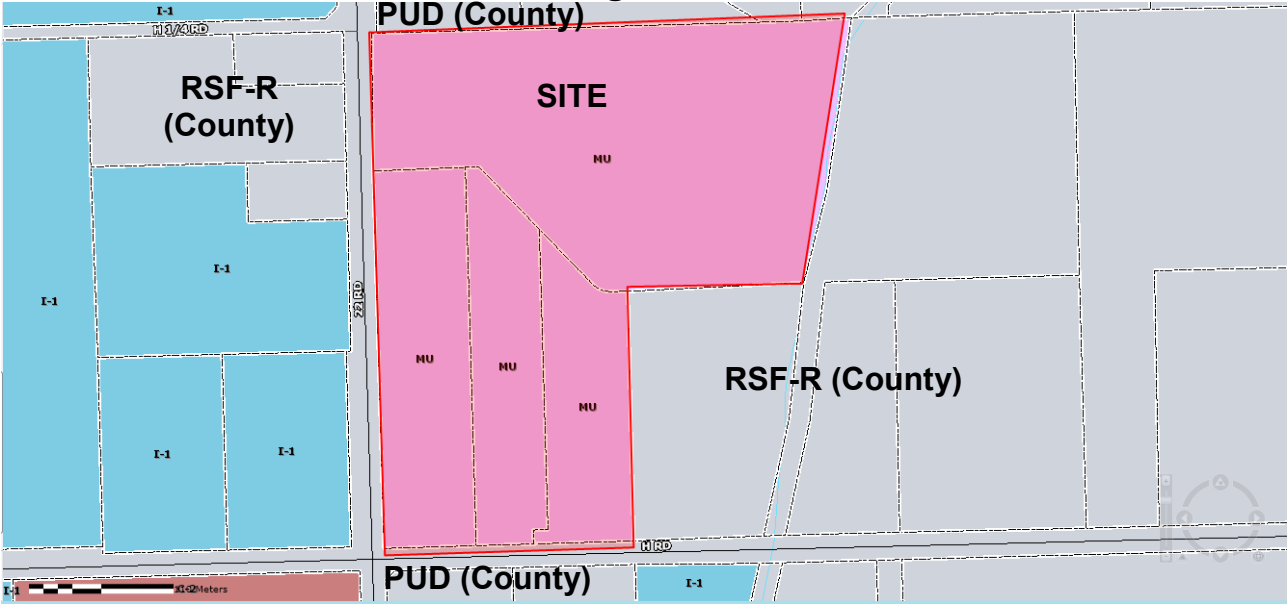 I-1
PUD (County)
H 1/4 RD
RSF-R
(County)
SITE
MU
I-1
I-1
22 RD
MU
MU
MU
RSF-R (County)
I-1
I-1
H RD
PUD (County)
I-1
I-1
C-2
Meters